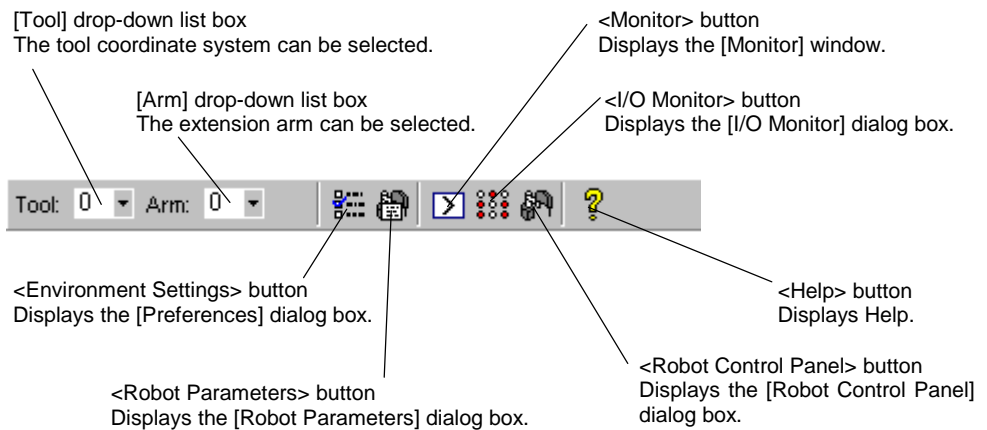 [Tool] drop-down list box
The tool coordinate system can be selected.
<Monitor> button
Displays the [Monitor] window.
[Arm] drop-down list box
The extension arm can be selected.
<I/O Monitor> button
Displays the [I/O Monitor] dialog box.
Tool: 0 Arm: 0
<Environment Settings> button
Displays the [Preferences] dialog box.
<Help> button
Displays Help.
<Robot Control Panel> button
Displays the [Robot Control Panel]
dialog box.
<Robot Parameters> button
Displays the [Robot Parameters] dialog box.